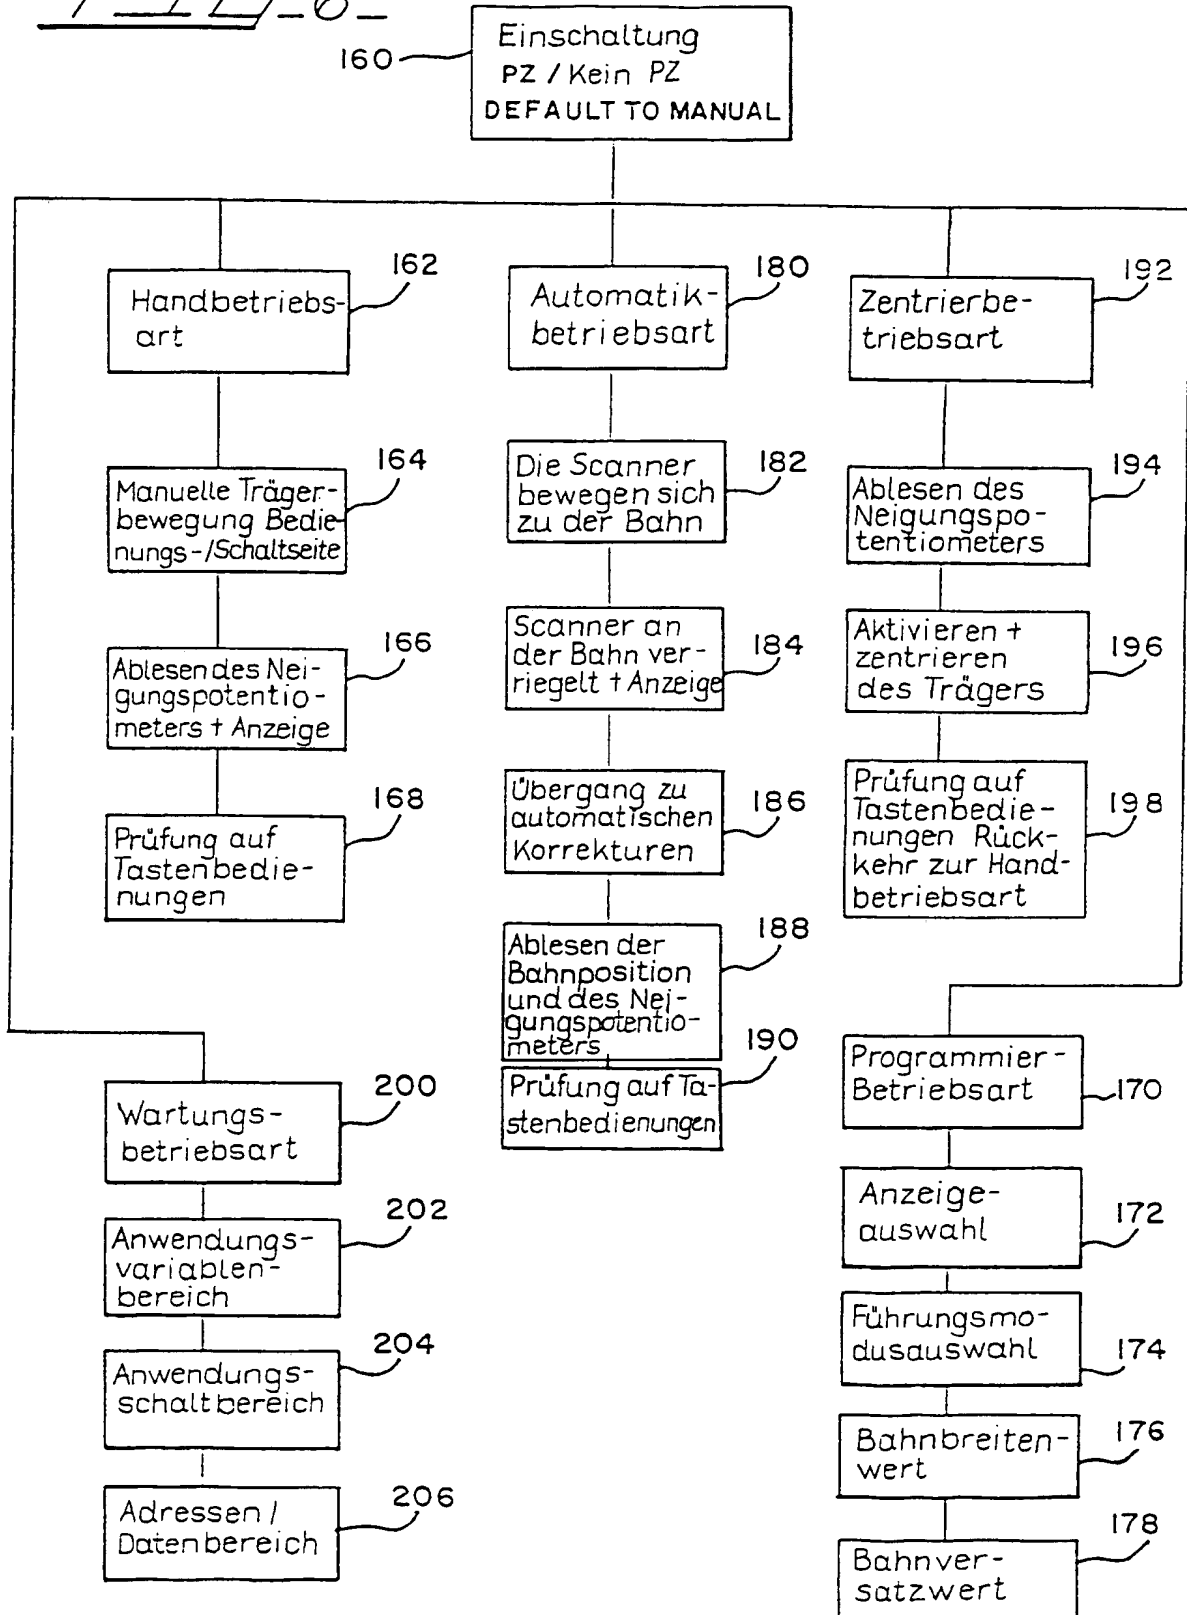 FIG_6_
160
Einschaltung
PZ / Kein PZ
DEFAULT TO MANUAL
162
Handbetriebs-
art
164
Manuelle Träger-
bewegung Bedie-
nungs-/Schaltseite
166
Ablesen des Nei-
gungspotentio-
meters + Anzeige
168
Prüfung auf
Tastenbedie-
nungen
180
Automatik-
betriebsart
182
Die Scanner
bewegen sich
zu der Bahn
184
Scanner an
der Bahn ver-
riegelt + Anzeige
186
Übergang zu
automatischen
Korrekturen
188
Ablesen der
Bahnposition
und des Nei-
gungspotentio-
meters
190
Prüfung auf Ta-
stenbedienungen
192
Zentrierbe-
triebsart
194
Ablesen des
Neigungspo-
tentiometers
196
Aktivieren +
zentrieren
des Trägers
198
Prüfung auf
Tastenbedie-
nungen Rück-
kehr zur Hand-
betriebsart
200
Wartungs-
betriebsart
202
Anwendungs-
variablen-
bereich
204
Anwendungs-
schaltbereich
206
Adressen /
Datenbereich
170
Programmier-
Betriebsart
172
Anzeige-
auswahl
174
Führungsmo-
dusauswahl
176
Bahnbreiten-
wert
178
Bahnver-
satzwert